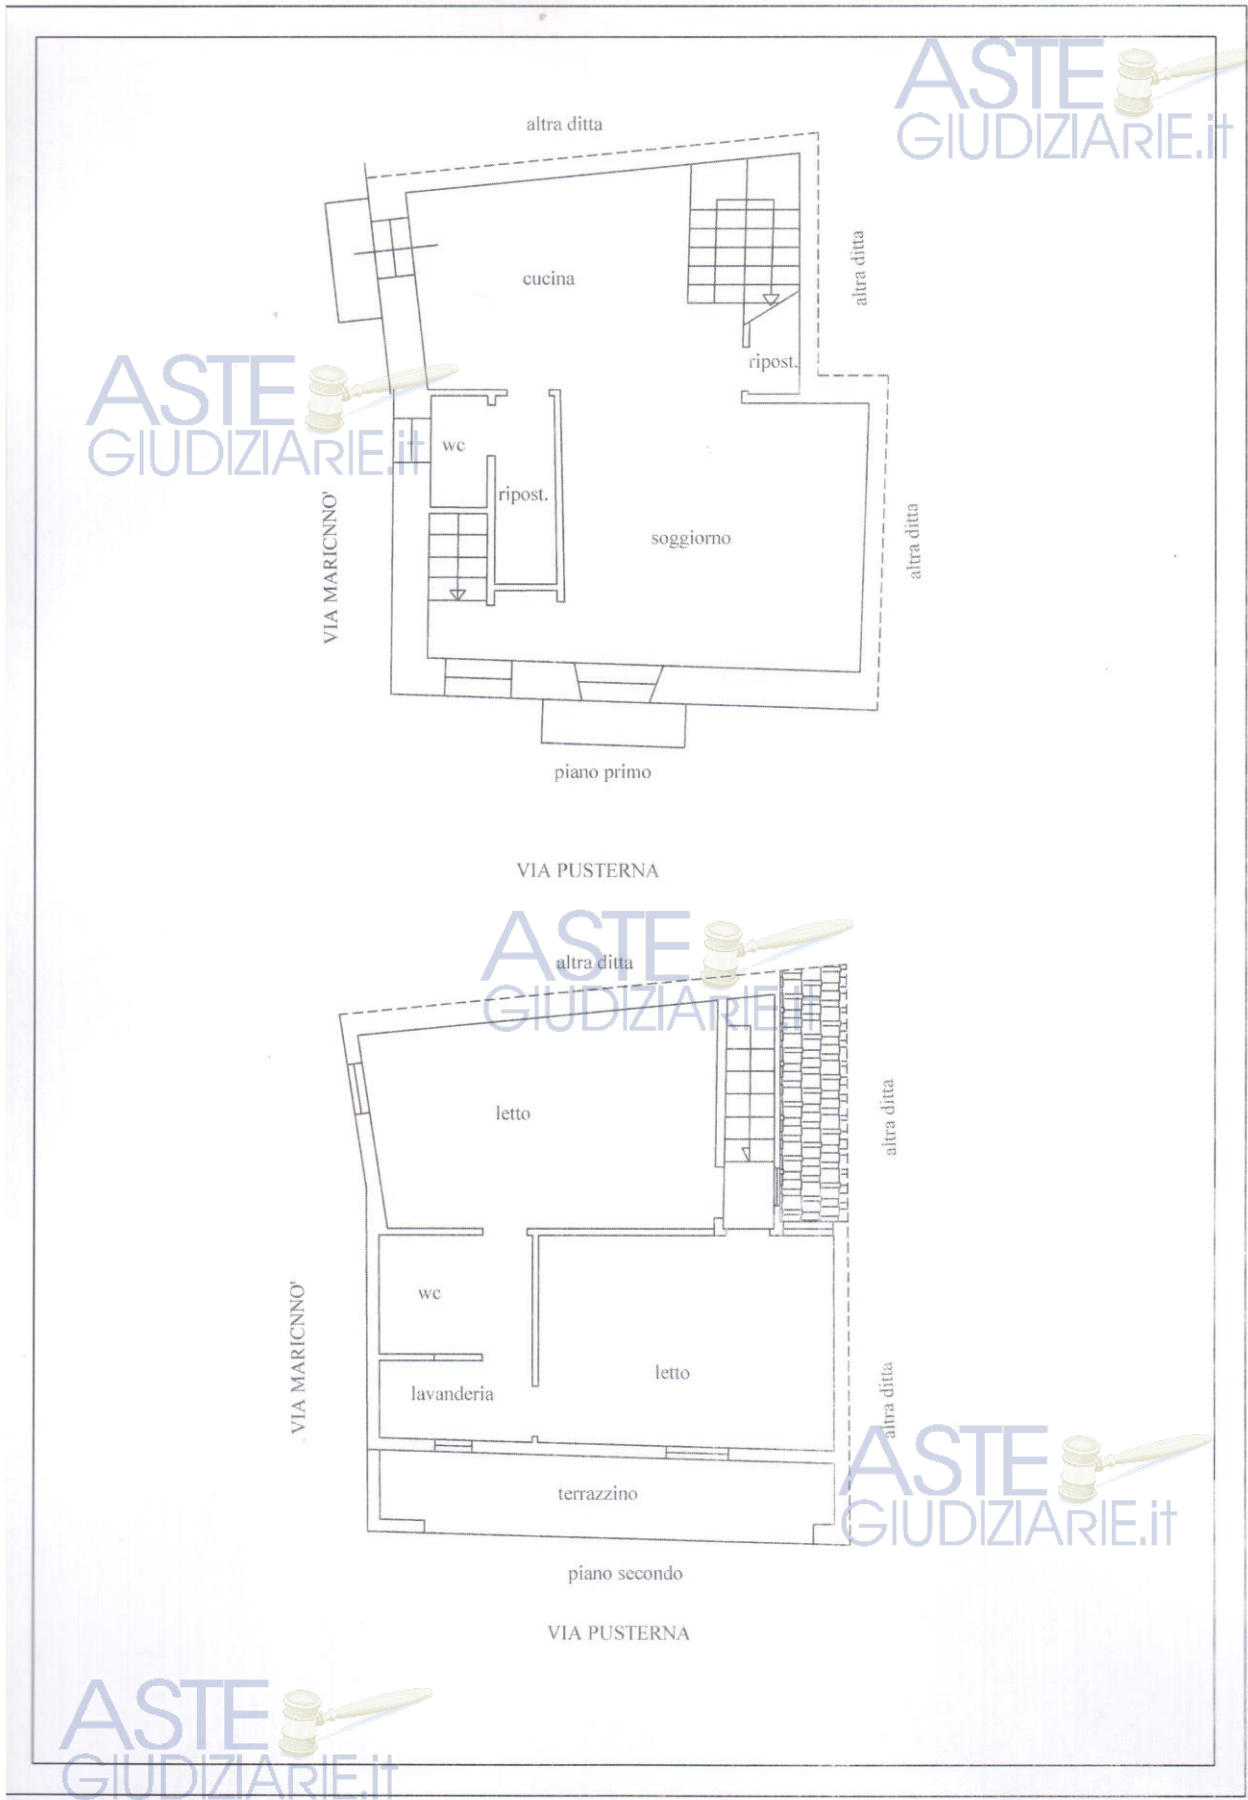 ASTE
GIUDIZIARIE.it
altra ditta
altra ditta
cucina
ripost.
ASTE
GIUDIZIARIE.it
wc
ripost.
soggiorno
altra ditta
VIA MARICNNO'
piano primo
VIA PUSTERNA
ASTE
GIUDIZIARIE.it
altra ditta
letto
altra ditta
wc
VIA MARICNNO'
letto
lavanderia
altra ditta
ASTE
GIUDIZIARIE.it
terrazzino
piano secondo
VIA PUSTERNA
ASTE
GIUDIZIARIE.it